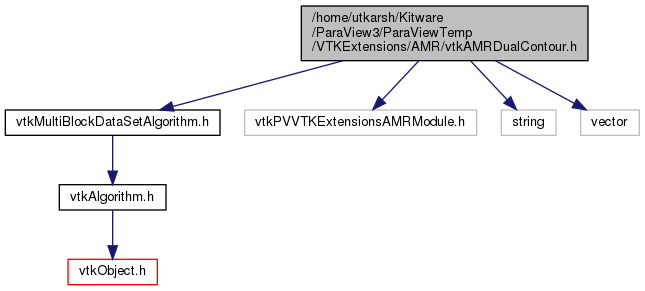 /home/utkarsh/Kitware
/ParaView3/ParaViewTemp
/VTKExtensions/AMR/vtkAMRDualContour.h
vtkMultiBlockDataSetAlgorithm.h
vtkPVVTKExtensionsAMRModule.h
string
vector
vtkAlgorithm.h
vtkObject.h